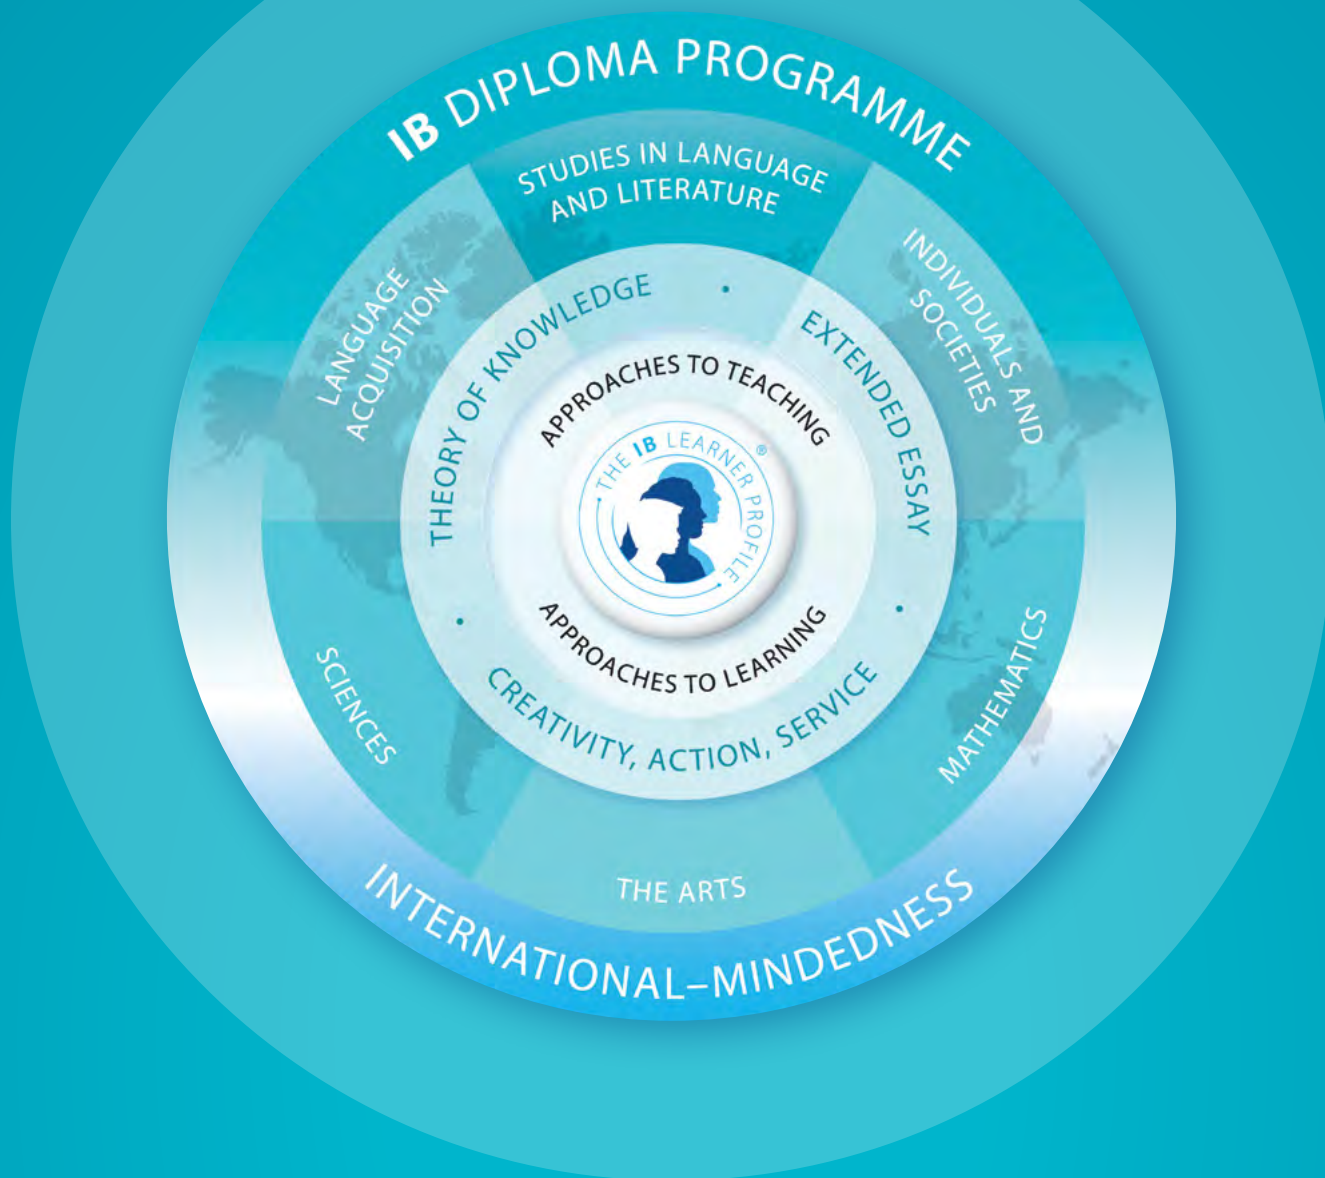 IB DIPLOMA PROGRAMME
STUDIES IN LANGUAGE
AND LITERATURE
LANGUAGE
ACQUISITION
INDIVIDUALS AND
SOCIETIES
THEORY OF KNOWLEDGE
·
EXTENDED ESSAY
APPROACHES TO TEACHING
· THE IB LEARNER PROFILE ·
®
APPROACHES TO LEARNING
·
CREATIVITY, ACTION, SERVICE
·
SCIENCES
MATHEMATICS
THE ARTS
INTERNATIONAL–MINDEDNESS